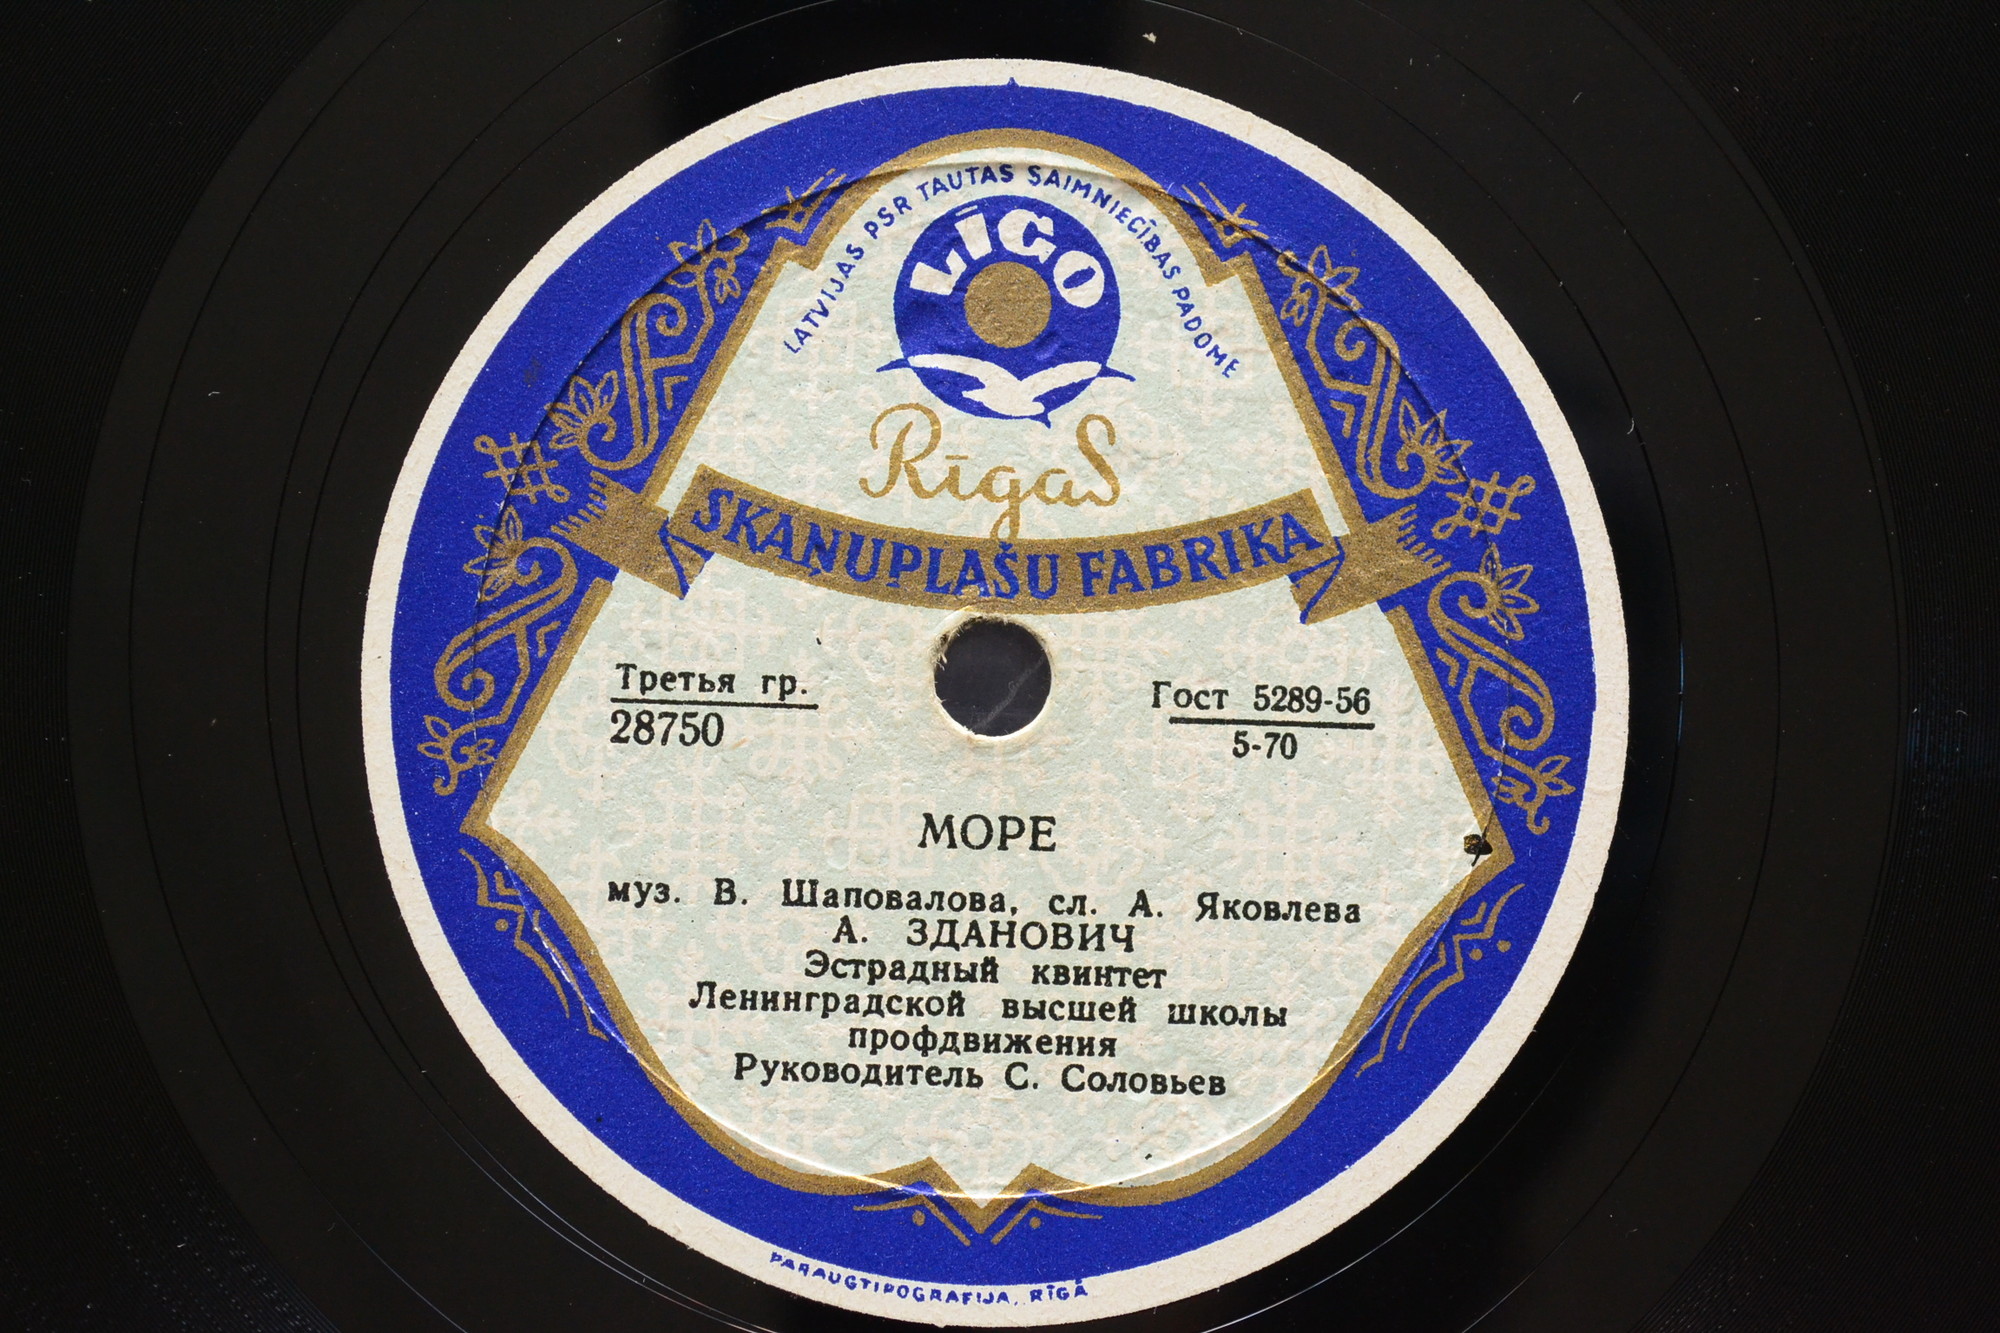 LATVIJAS PSR TAUTAS SAIMNIECĪBAS PADOME
LĪGO
Rīgas
SKAŅUPLAŠU FABRIKA
Третья гр.
28750
Гост 5289-56
5-70
МОРЕ
муз. В. Шаповалова, сл. А. Яковлева
А. ЗДАНОВИЧ
Эстрадный квинтет
Ленинградской высшей школы
профдвижения
Руководитель С. Соловьев
PARAUGTIPOGRAFIJA, RĪGĀ